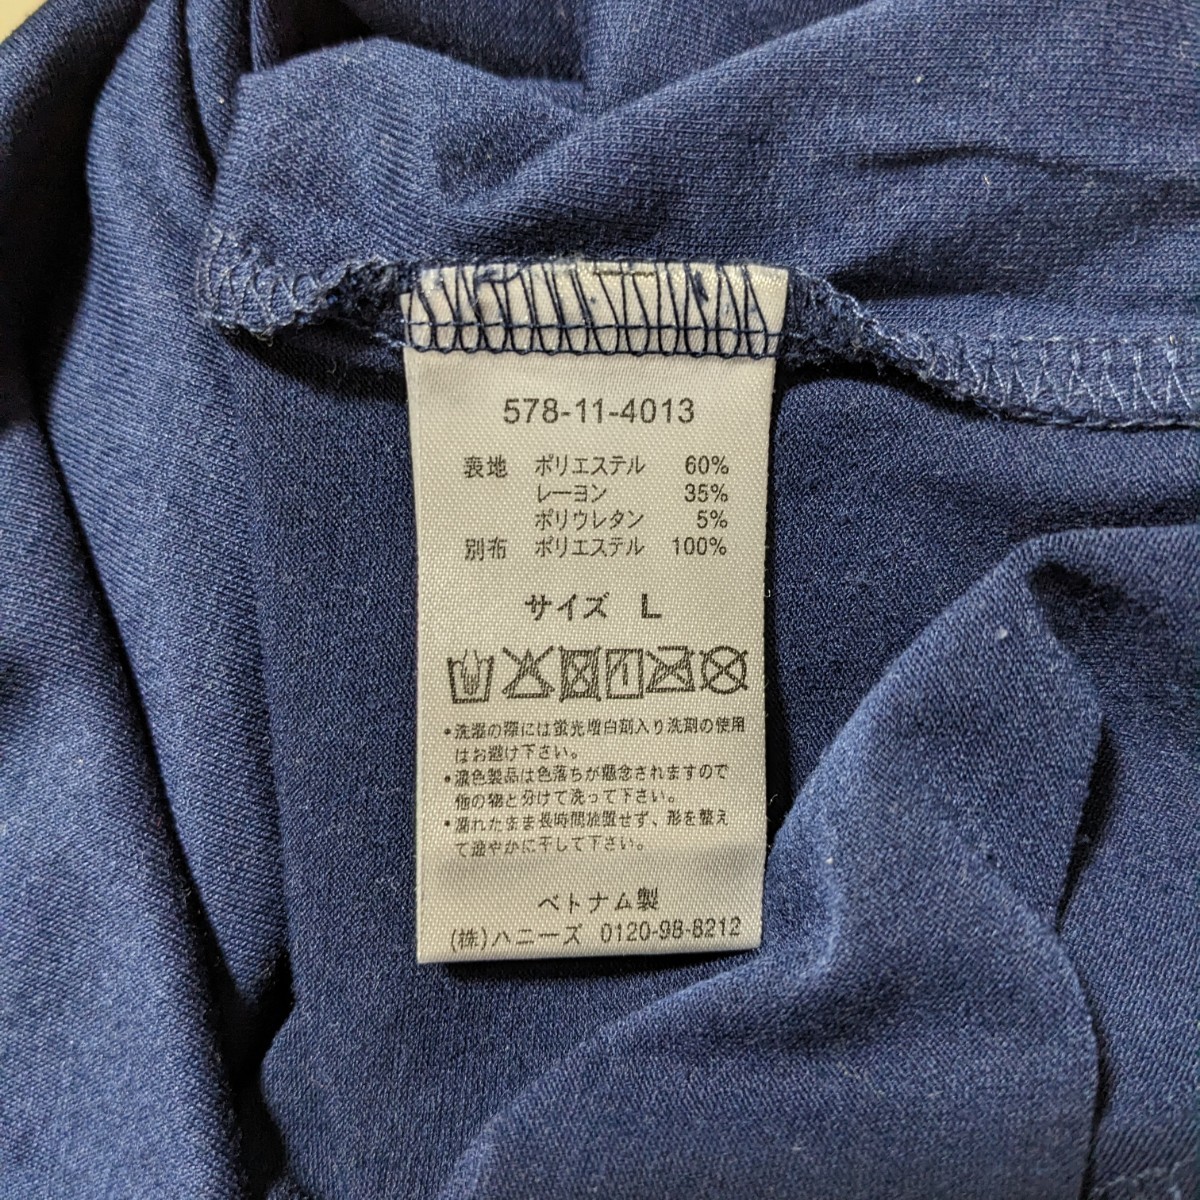 578-11-4013
表地 ポリエステル 60%
レーヨン 35%
ポリウレタン 5%
別布 ポリエステル 100%
サイズ L
•洗濯の際には蛍光増白剤入り洗剤の使用
はお避け下さい。
•濃色製品は色落ちが懸念されますので
他の物と分けて洗って下さい。
•濡れたまま長時間放置せず、形を整え
て速やかに干して下さい。
ベトナム製
(株)ハニーズ 0120-98-8212